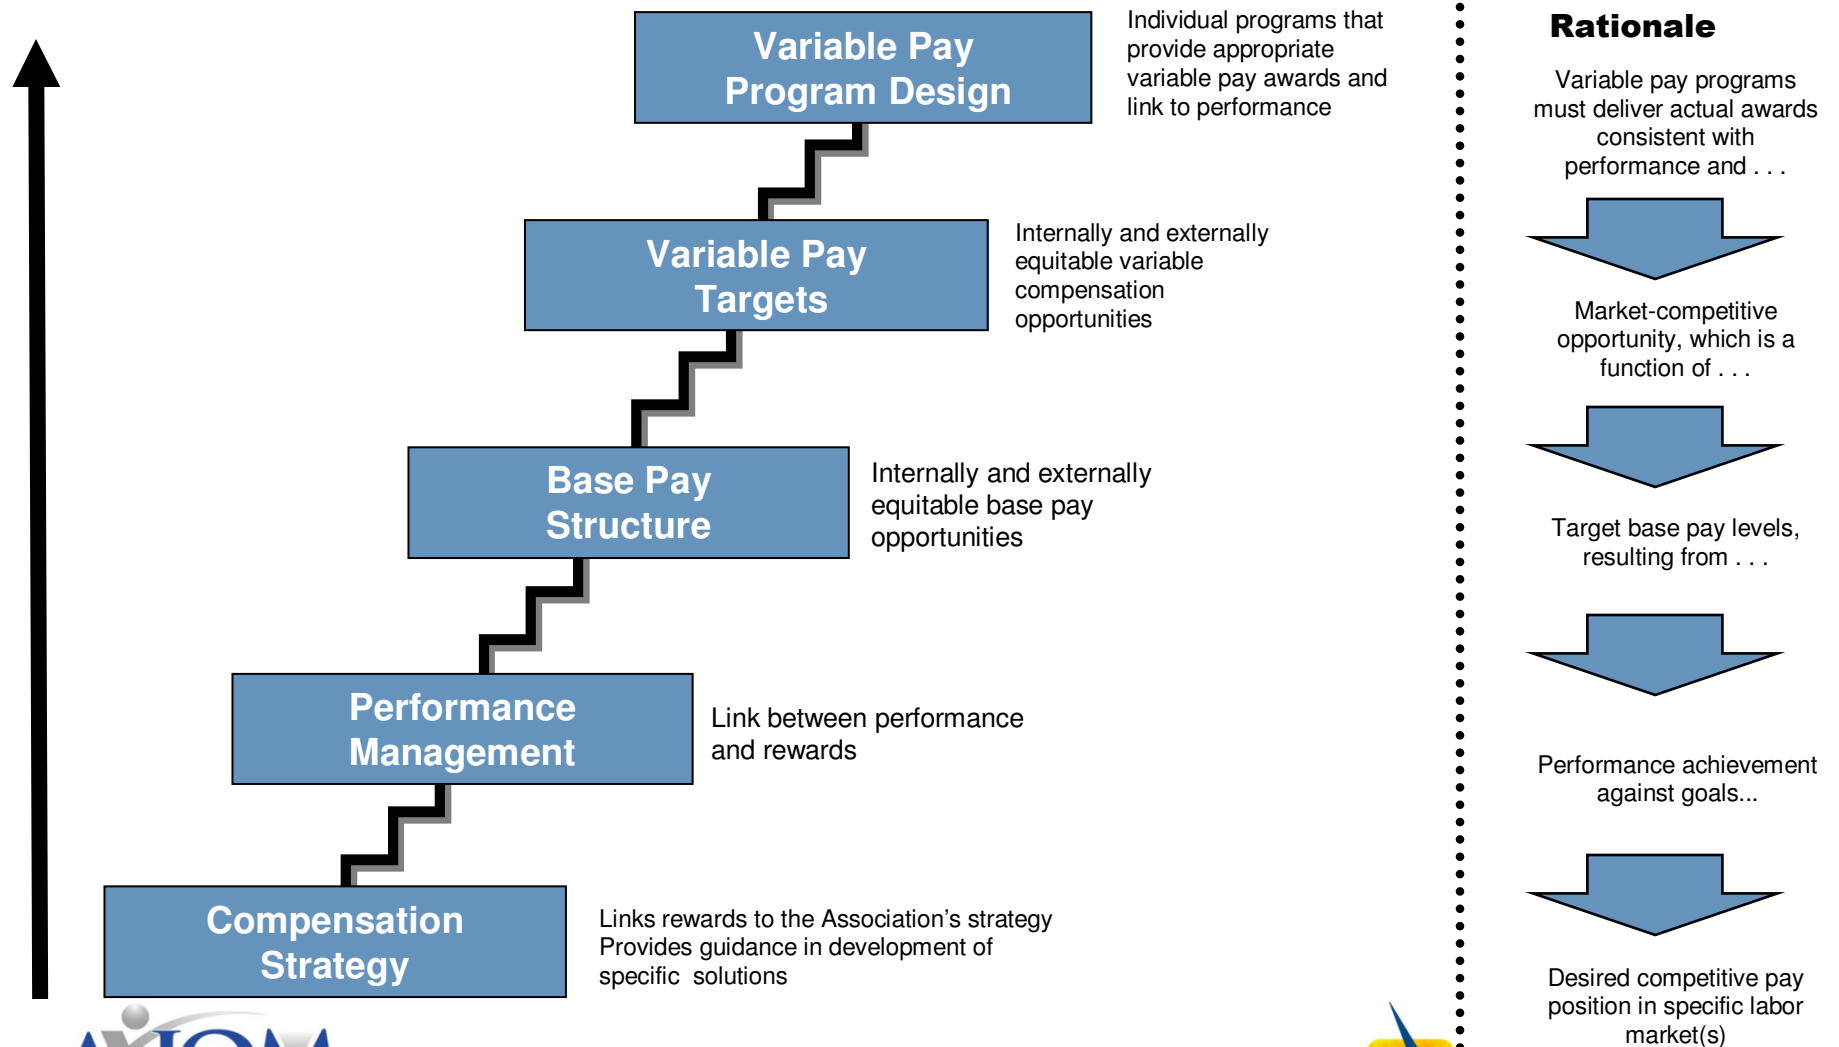 Variable Pay
Program Design
Individual programs that
provide appropriate
variable pay awards and
link to performance
Variable Pay
Targets
Internally and externally
equitable variable
compensation
opportunities
Base Pay
Structure
Internally and externally
equitable base pay
opportunities
Performance
Management
Link between performance
and rewards
Compensation
Strategy
Links rewards to the Association’s strategy
Provides guidance in development of
specific solutions
AXIOM
Rationale
Variable pay programs
must deliver actual awards
consistent with
performance and . . .
Market-competitive
opportunity, which is a
function of . . .
Target base pay levels,
resulting from . . .
Performance achievement
against goals...
Desired competitive pay
position in specific labor
market(s)